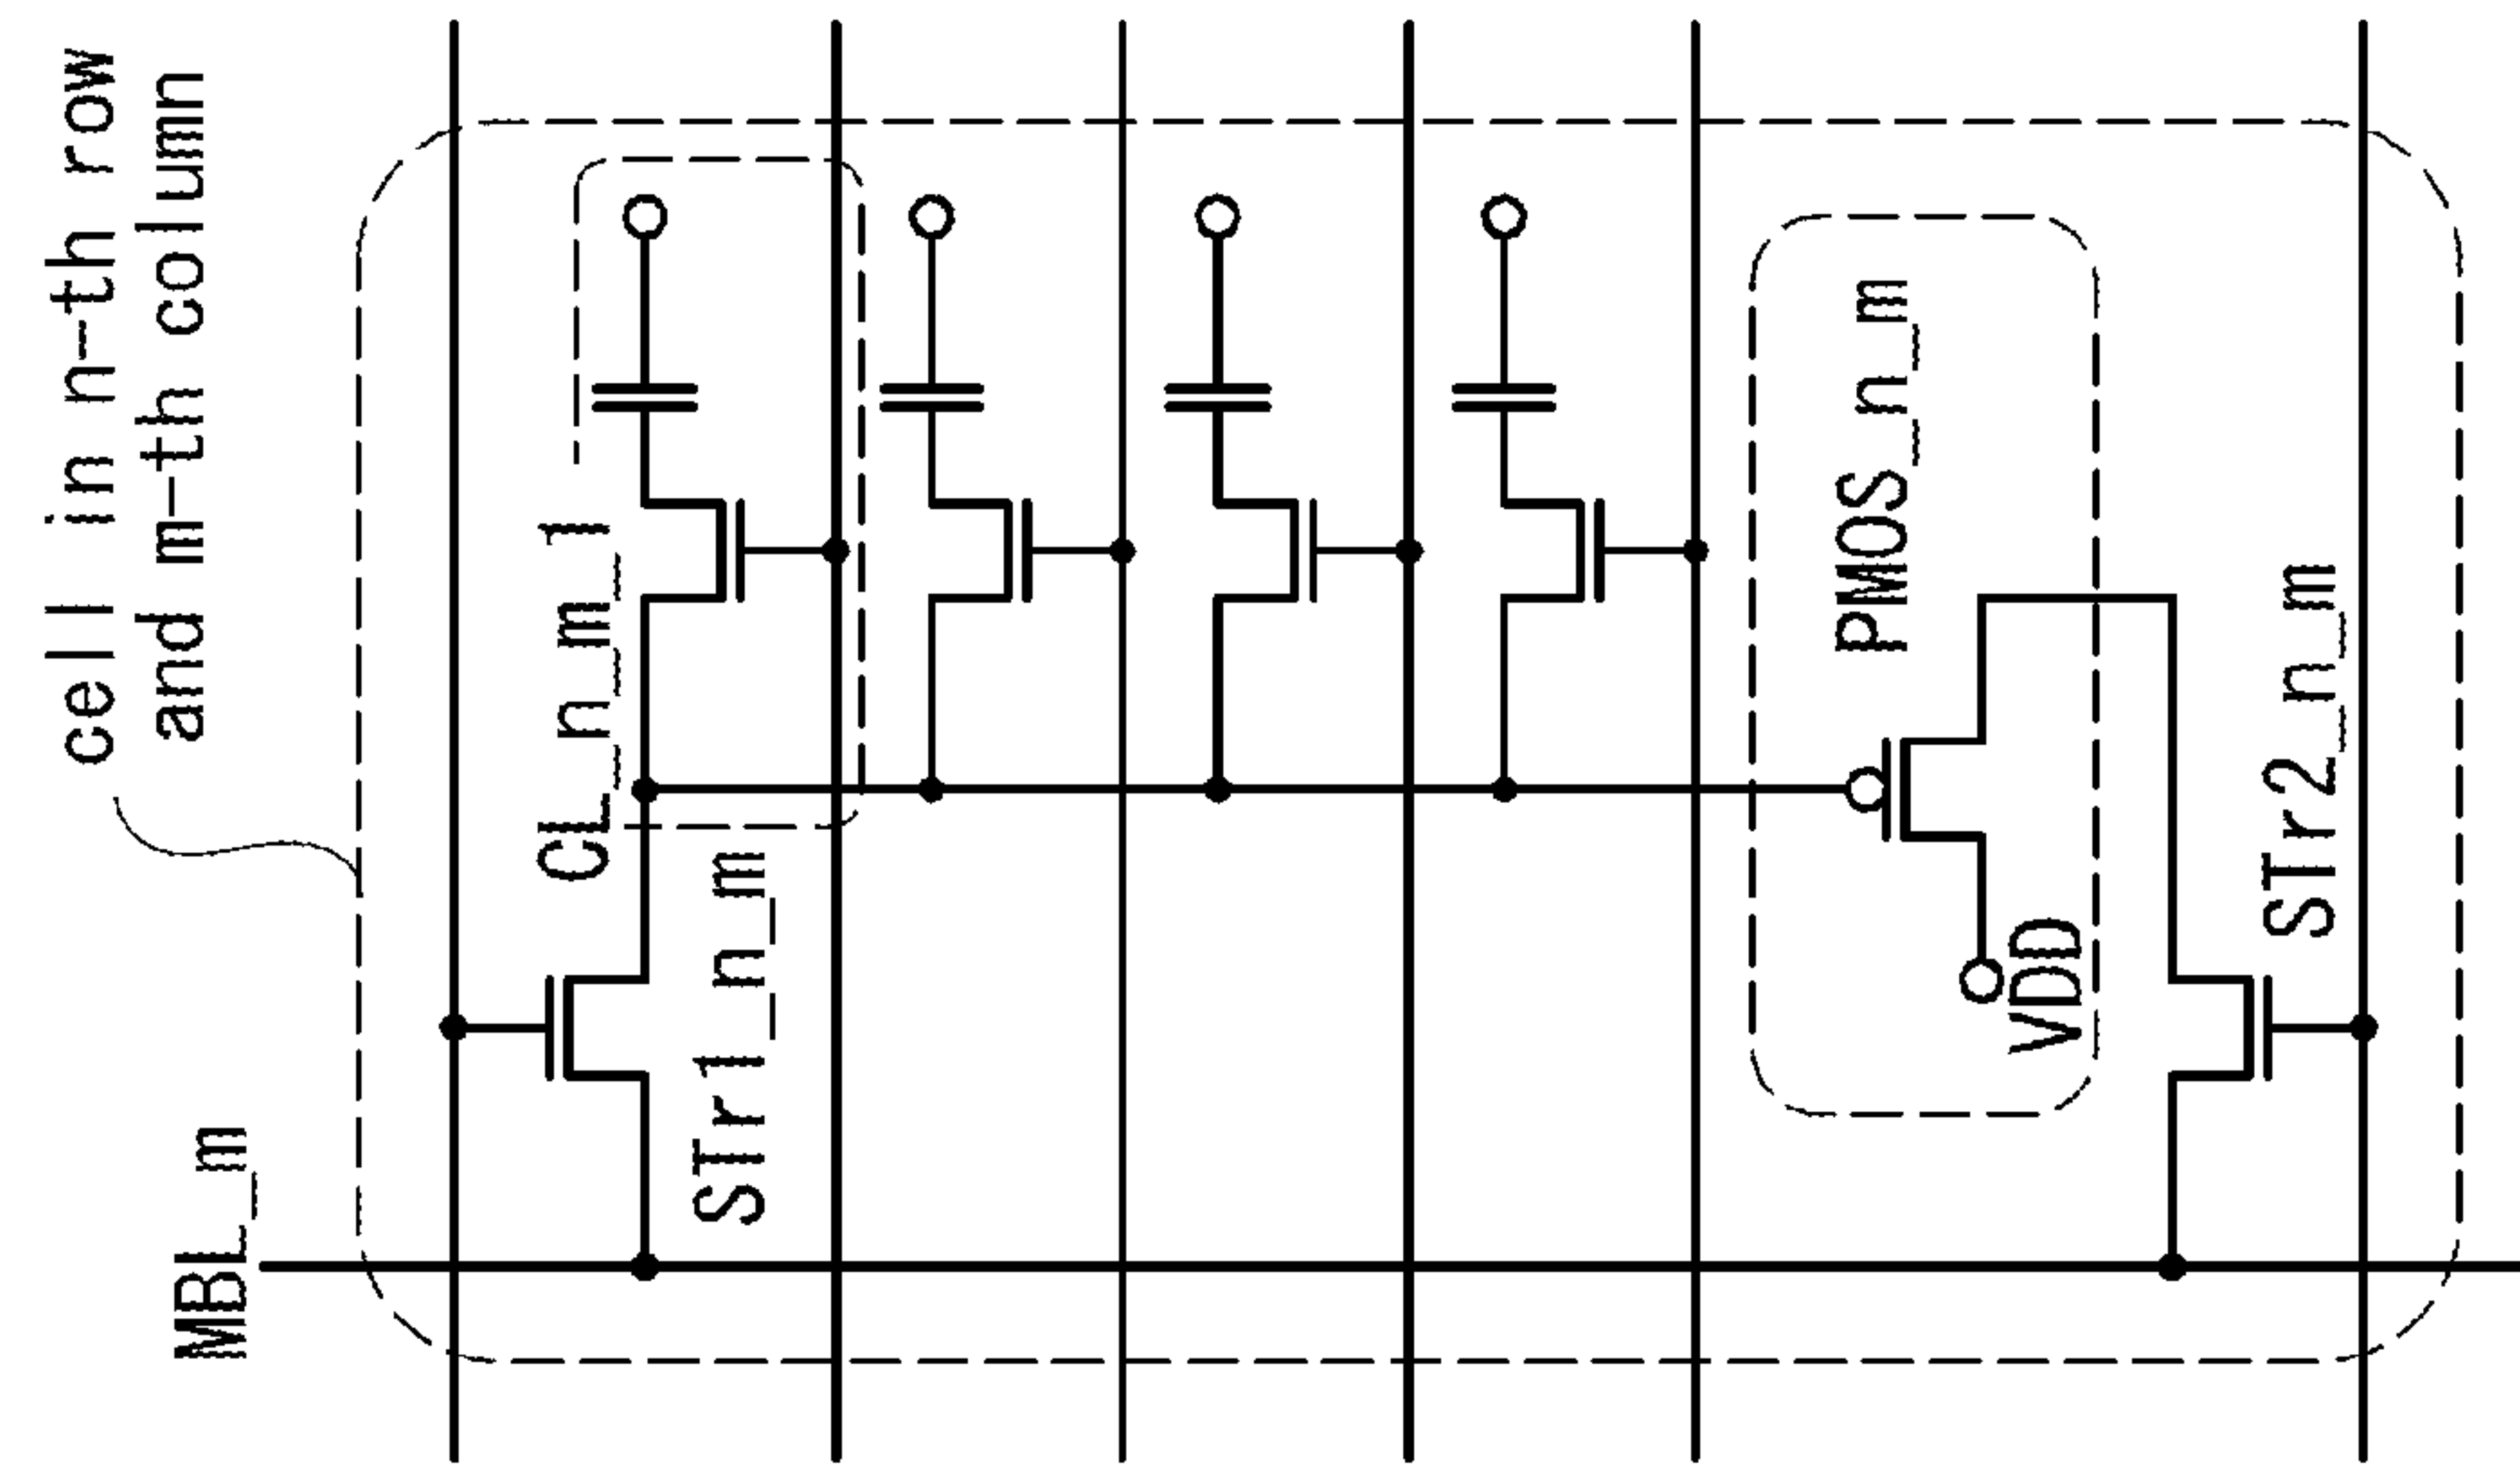 cell in n-th row
and m-th column
MBL_m
CL_n_m_1
STr1_n_m
PMOS_n_m
VDD
STr2_n_m